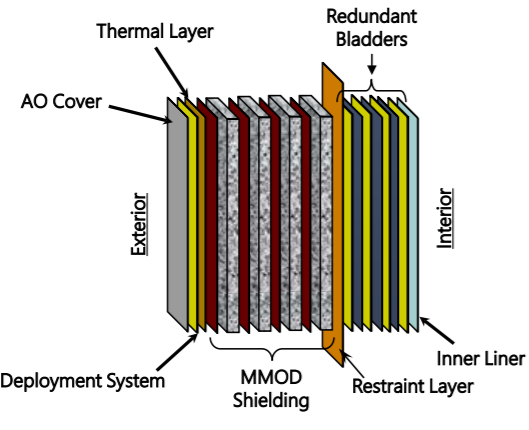 Redundant
Bladders
Thermal Layer
AO Cover
Exterior
Interior
Inner Liner
Deployment System
MMOD
Shielding
Restraint Layer